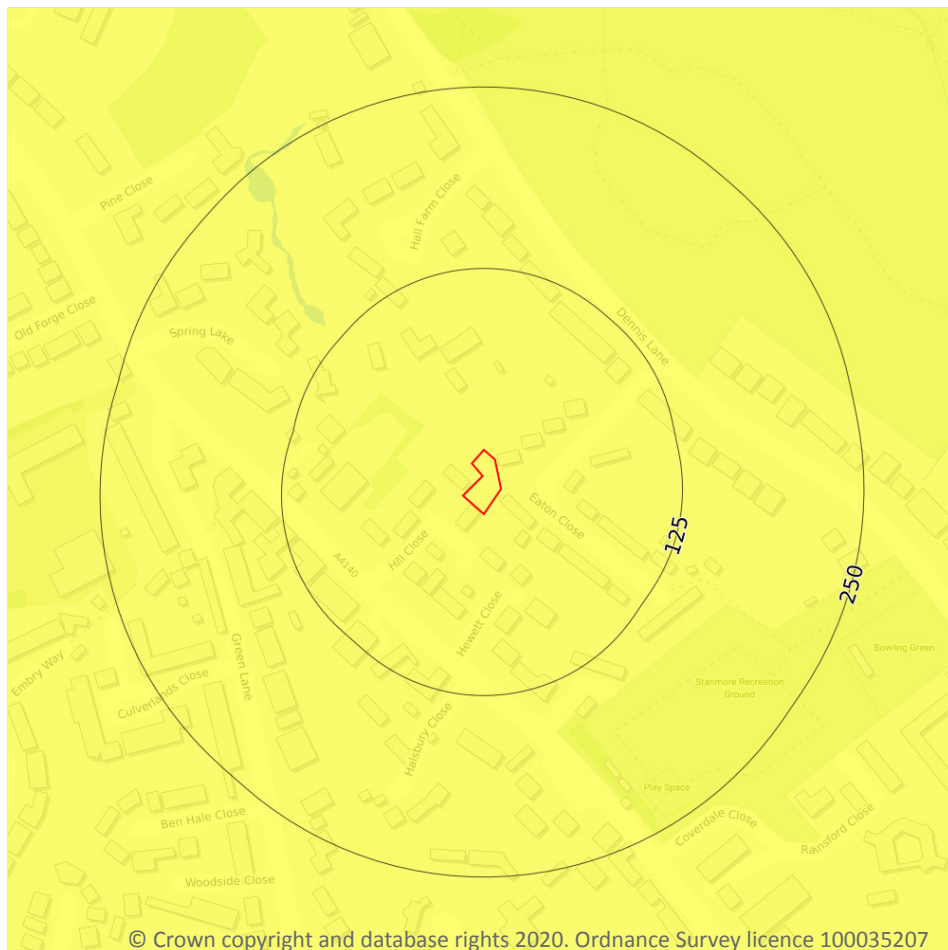 Pine Close
Hall Farm Close
Old Forge Close
Spring Lake
Dennis Lane
Eaton Close
125
Hill Close
A4140
250
Hewett Close
Bowling Green
Green Lane
Embry Way
Stanmore Recreation
Ground
Culverlands Close
Halsbury Close
Play Space
Ben Hale Close
Coverdale Close
Rainsford Close
Woodside Close
© Crown copyright and database rights 2020. Ordnance Survey licence 100035207